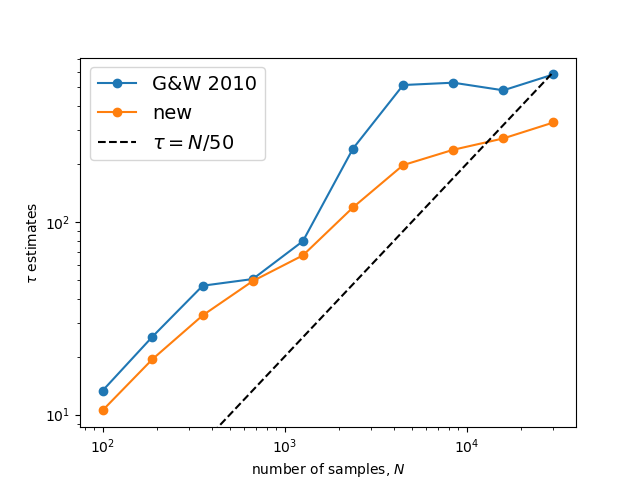 G&W 2010
new
τ = N/50
10²
10¹
τ estimates
10²
10³
10⁴
number of samples, N